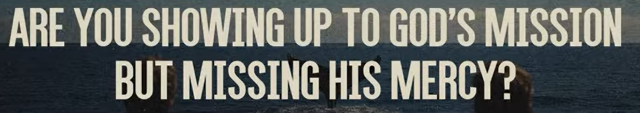 ARE YOU SHOWING UP TO GOD'S MISSION
BUT MISSING HIS MERCY?